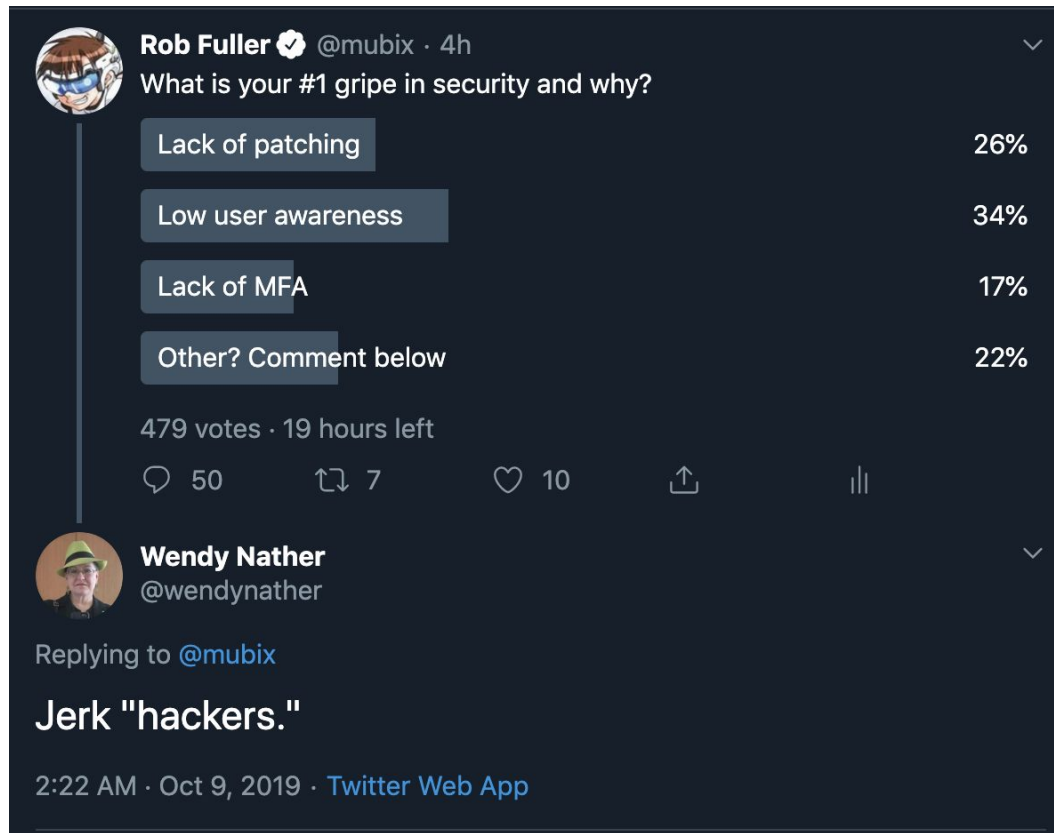 Rob Fuller @mubix · 4h
What is your #1 gripe in security and why?
Lack of patching 26%
Low user awareness 34%
Lack of MFA 17%
Other? Comment below 22%
479 votes · 19 hours left
50 7 10
Wendy Nather
@wendynather
Replying to @mubix
Jerk "hackers."
2:22 AM · Oct 9, 2019 · Twitter Web App